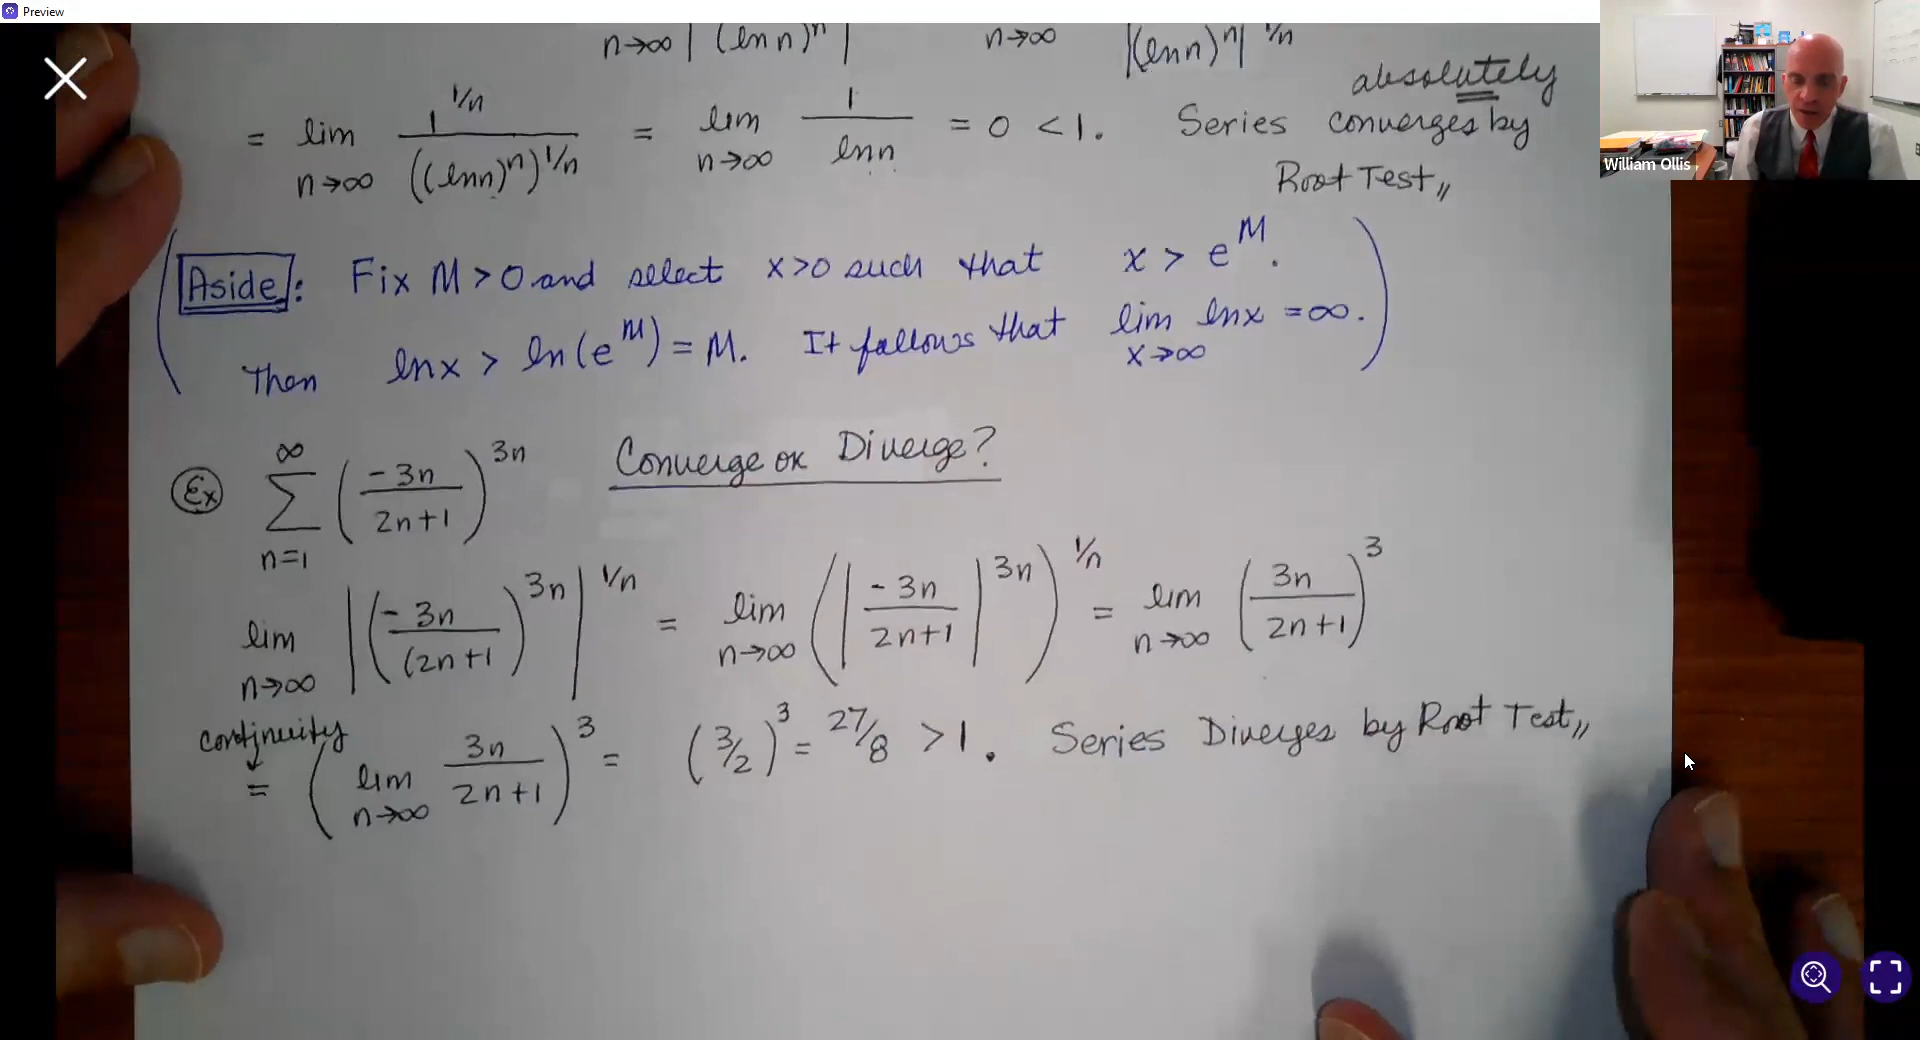 Preview
William Ollis
n→∞ | (ln n)^n | n→∞ |(ln n)^n|^1/n
= lim n→∞ 1^1/n / ((ln n)^n)^1/n = lim n→∞ 1 / ln n = 0 < 1. Series converges absolutely by
Root Test,,
(Aside: Fix M > 0 and select x>0 such that x > e^M.
Then ln x > ln(e^M) = M. It follows that lim x→∞ ln x = ∞.)
Ex ∞ Σ n=1 (-3n / 2n+1)^3n Converge or Diverge?
lim n→∞ |(-3n / (2n+1)^3n|^1/n = lim n→∞ (|-3n / 2n+1|^3n)^1/n = lim n→∞ (3n / 2n+1)^3
continuity
= (lim n→∞ 3n / 2n+1)^3 = (3/2)^3 = 27/8 > 1. Series Diverges by Root Test,,